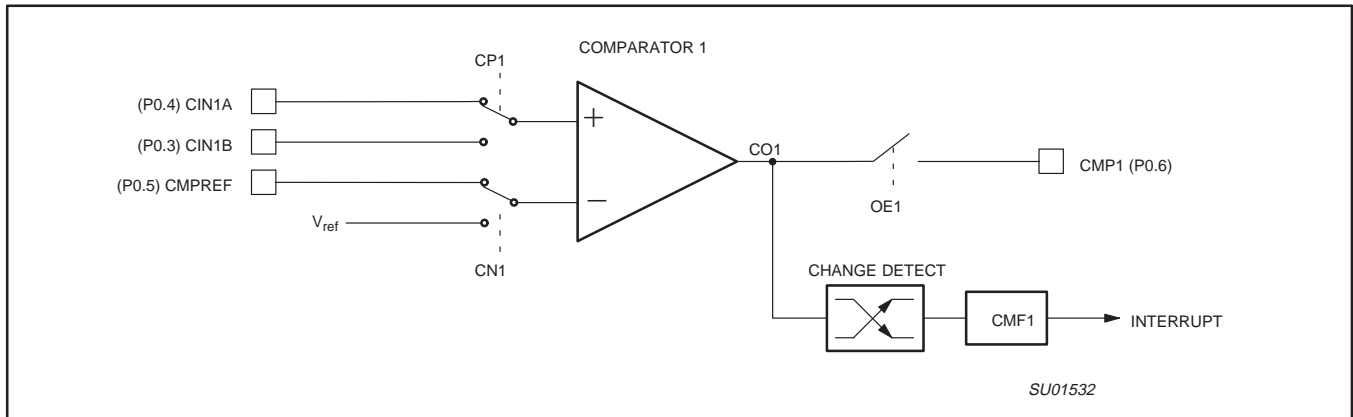 COMPARATOR 1
CP1
(P0.4) CIN1A
+
(P0.3) CIN1B
CO1
CMP1 (P0.6)
(P0.5) CMPREF
−
OE1
Vref
CN1
CHANGE DETECT
CMF1
INTERRUPT
SU01532